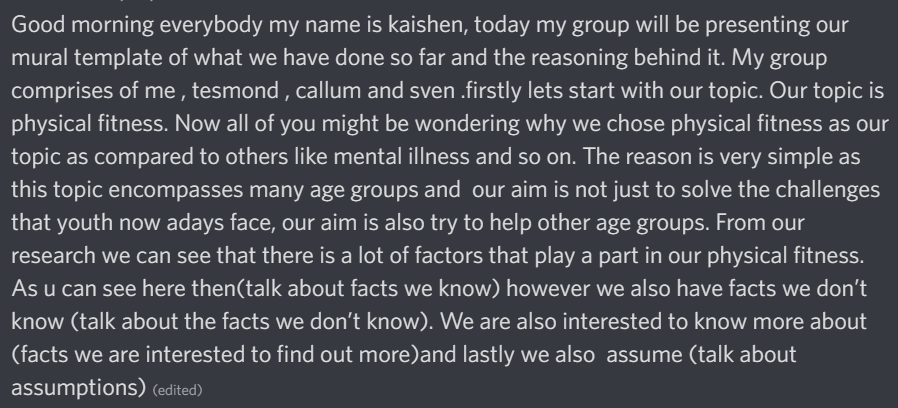 Good morning everybody my name is kaishen, today my group will be presenting our
mural template of what we have done so far and the reasoning behind it. My group
comprises of me , tesmond , callum and sven .firstly lets start with our topic. Our topic is
physical fitness. Now all of you might be wondering why we chose physical fitness as our
topic as compared to others like mental illness and so on. The reason is very simple as
this topic encompasses many age groups and  our aim is not just to solve the challenges
that youth now adays face, our aim is also try to help other age groups. From our
research we can see that there is a lot of factors that play a part in our physical fitness.
As u can see here then(talk about facts we know) however we also have facts we don't
know (talk about the facts we don't know). We are also interested to know more about
(facts we are interested to find out more)and lastly we also  assume (talk about
assumptions) (edited)